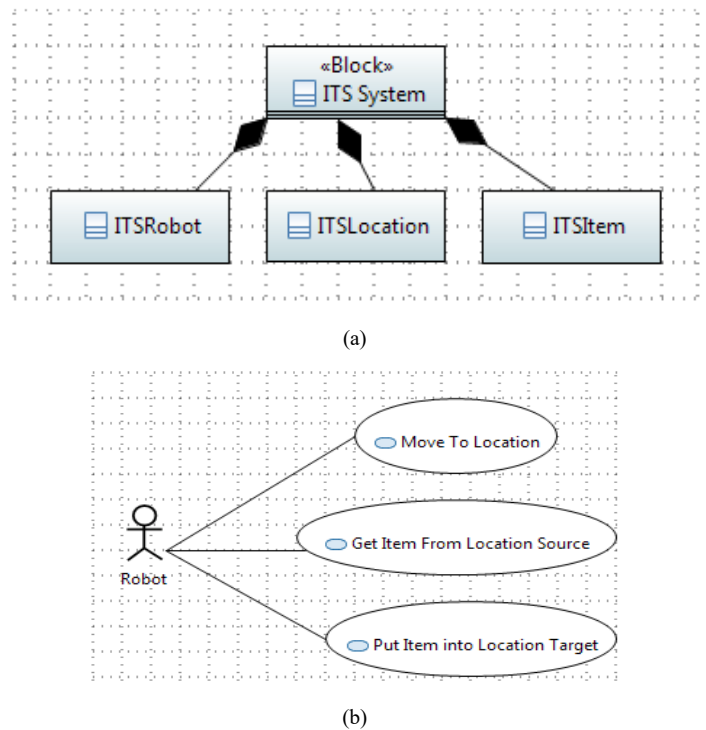 «Block»
ITS System
ITSRobot
ITSLocation
ITSItem
(a)
Move To Location
Get Item From Location Source
Robot
Put Item into Location Target
(b)